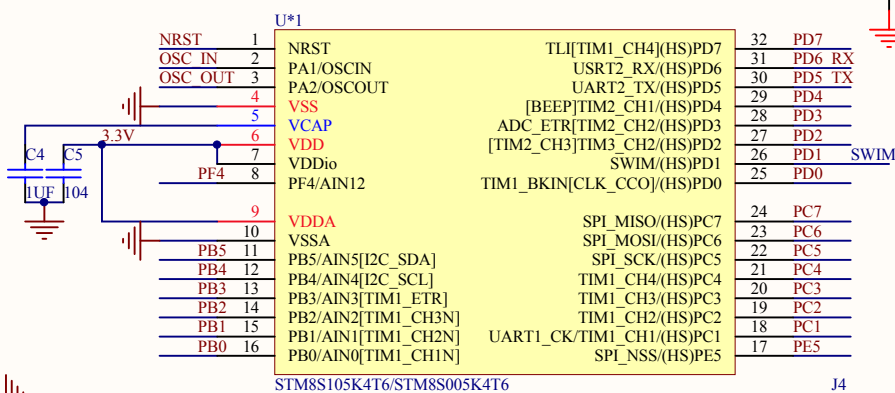 U*1
NRST 1 NRST TLI[TIM1_CH4](HS)PD7 32 PD7
OSC_IN 2 PA1/OSCIN USRT2_RX/(HS)PD6 31 PD6 RX
OSC_OUT 3 PA2/OSCOUT UART2_TX/(HS)PD5 30 PD5 TX
4 VSS [BEEP]TIM2_CH1/(HS)PD4 29 PD4
5 VCAP ADC_ETR[TIM2_CH2/(HS)PD3 28 PD3
3.3V 6 VDD [TIM2_CH3]TIM3_CH2/(HS)PD2 27 PD2
C4 C5 7 VDDio SWIM/(HS)PD1 26 PD1 SWIM
PF4 8 PF4/AIN12 TIM1_BKIN[CLK_CCO]/(HS)PD0 25 PD0
1UF 104
9 VDDA SPI_MISO/(HS)PC7 24 PC7
10 VSSA SPI_MOSI/(HS)PC6 23 PC6
PB5 11 PB5/AIN5[I2C_SDA] SPI_SCK/(HS)PC5 22 PC5
PB4 12 PB4/AIN4[I2C_SCL] TIM1_CH4/(HS)PC4 21 PC4
PB3 13 PB3/AIN3[TIM1_ETR] TIM1_CH3/(HS)PC3 20 PC3
PB2 14 PB2/AIN2[TIM1_CH3N] TIM1_CH2/(HS)PC2 19 PC2
PB1 15 PB1/AIN1[TIM1_CH2N] UART1_CK/TIM1_CH1/(HS)PC1 18 PC1
PB0 16 PB0/AIN0[TIM1_CH1N] SPI_NSS/(HS)PE5 17 PE5
STM8S105K4T6/STM8S005K4T6 J4